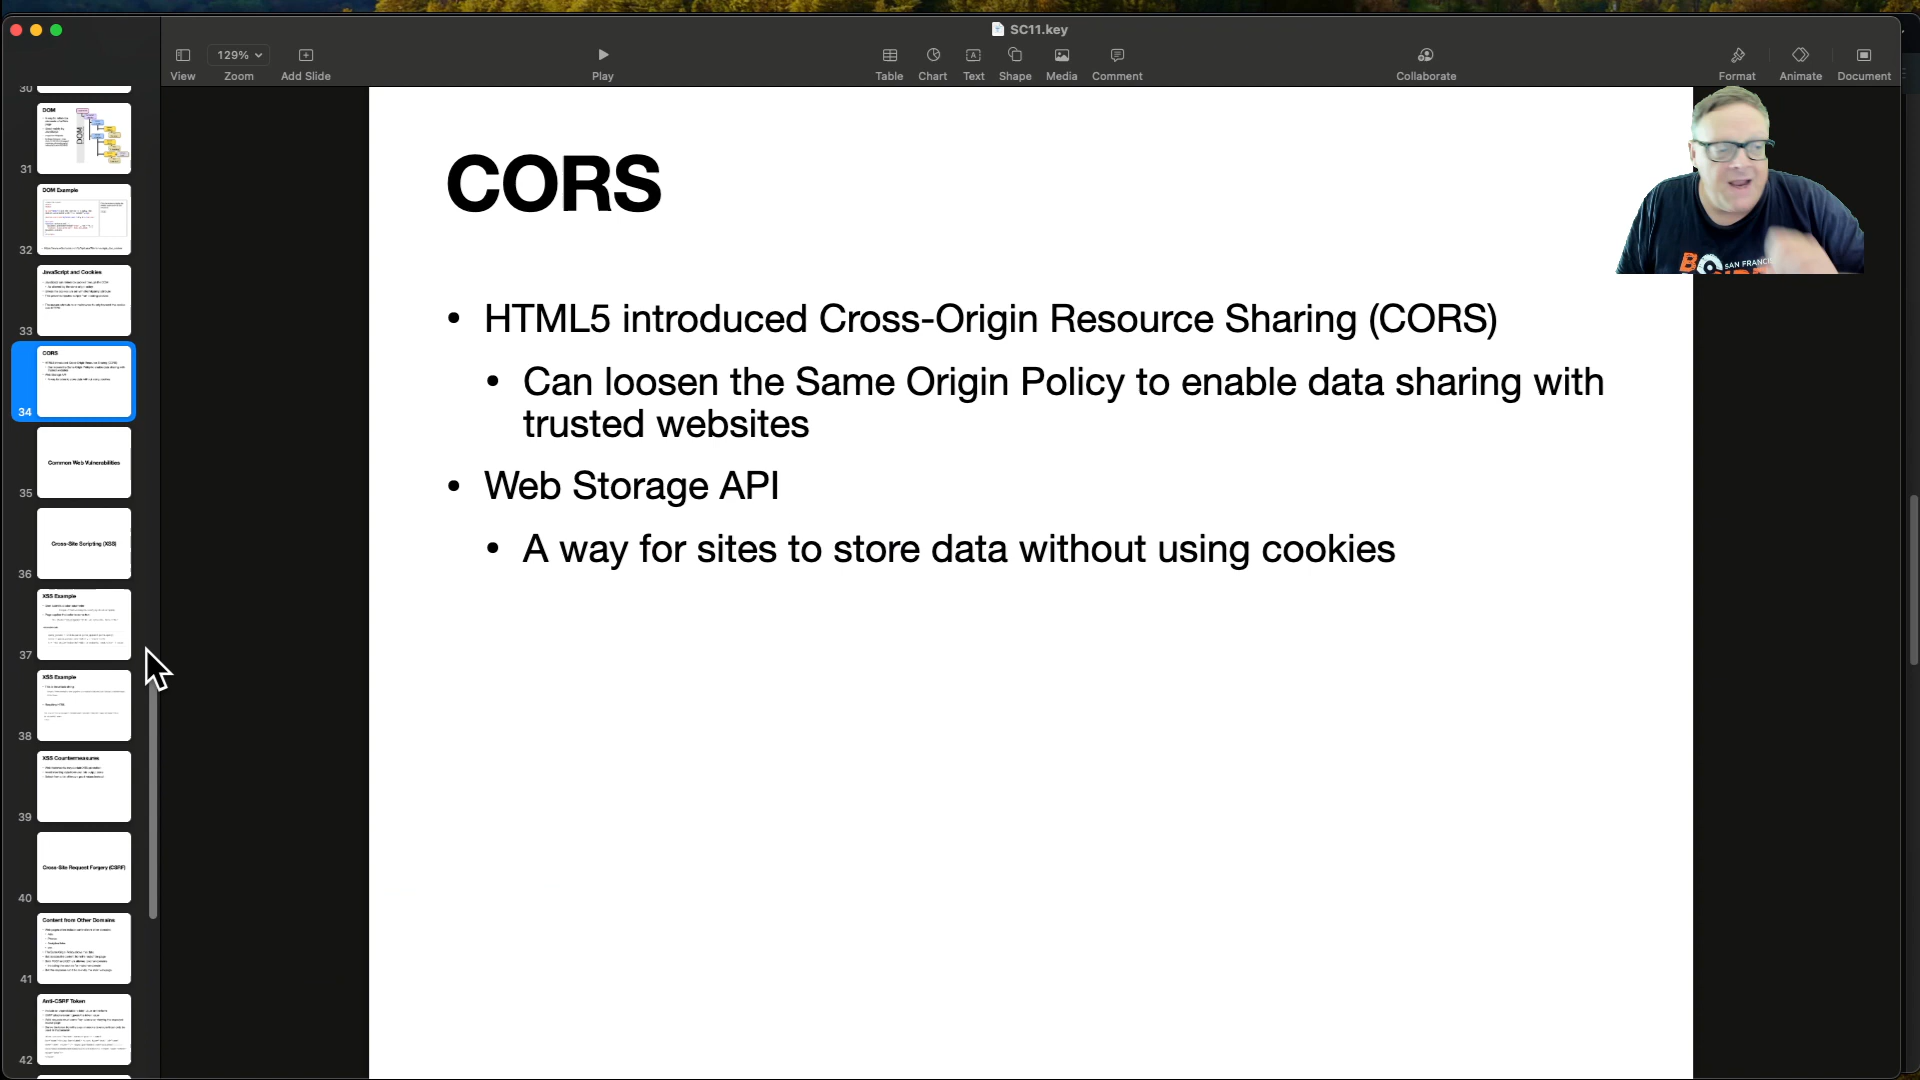 SC11.key
129%
View
Zoom
Add Slide
Play
Table
Chart
Text
Shape
Media
Comment
Collaborate
Format
Animate
Document
30
DOM
DOM
31
DOM Example
32
JavaScript and Cookies
33
CORS
34
Common Web Vulnerabilities
35
Cross-Site Scripting (XSS)
36
XSS Example
37
XSS Example
38
XSS Countermeasures
39
Cross-Site Request Forgery (CSRF)
40
Content from Other Domains
41
Anti-CSRF Token
42
CORS
• HTML5 introduced Cross-Origin Resource Sharing (CORS)
• Can loosen the Same Origin Policy to enable data sharing with
trusted websites
• Web Storage API
• A way for sites to store data without using cookies
SAN FRANCIS